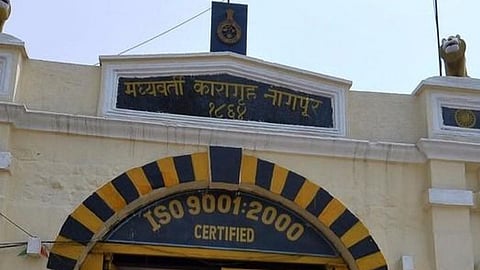 मध्यवर्ती कारागृह नागपूर
१८६४
ISO 9001:2000
CERTIFIED